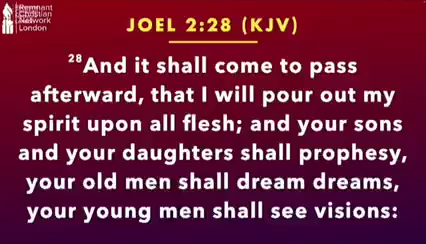 Remnant
Christian
Network
London
JOEL 2:28 (KJV)
28And it shall come to pass
afterward, that I will pour out my
spirit upon all flesh; and your sons
and your daughters shall prophesy,
your old men shall dream dreams,
your young men shall see visions: